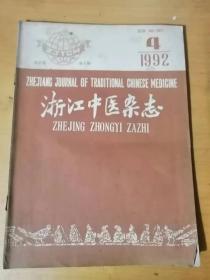 4
1992
ZHEJIANG JOURNAL OF TRADITIONAL CHINESE MEDICINE
浙江中医杂志
ZHEJING ZHONGYI ZAZHI